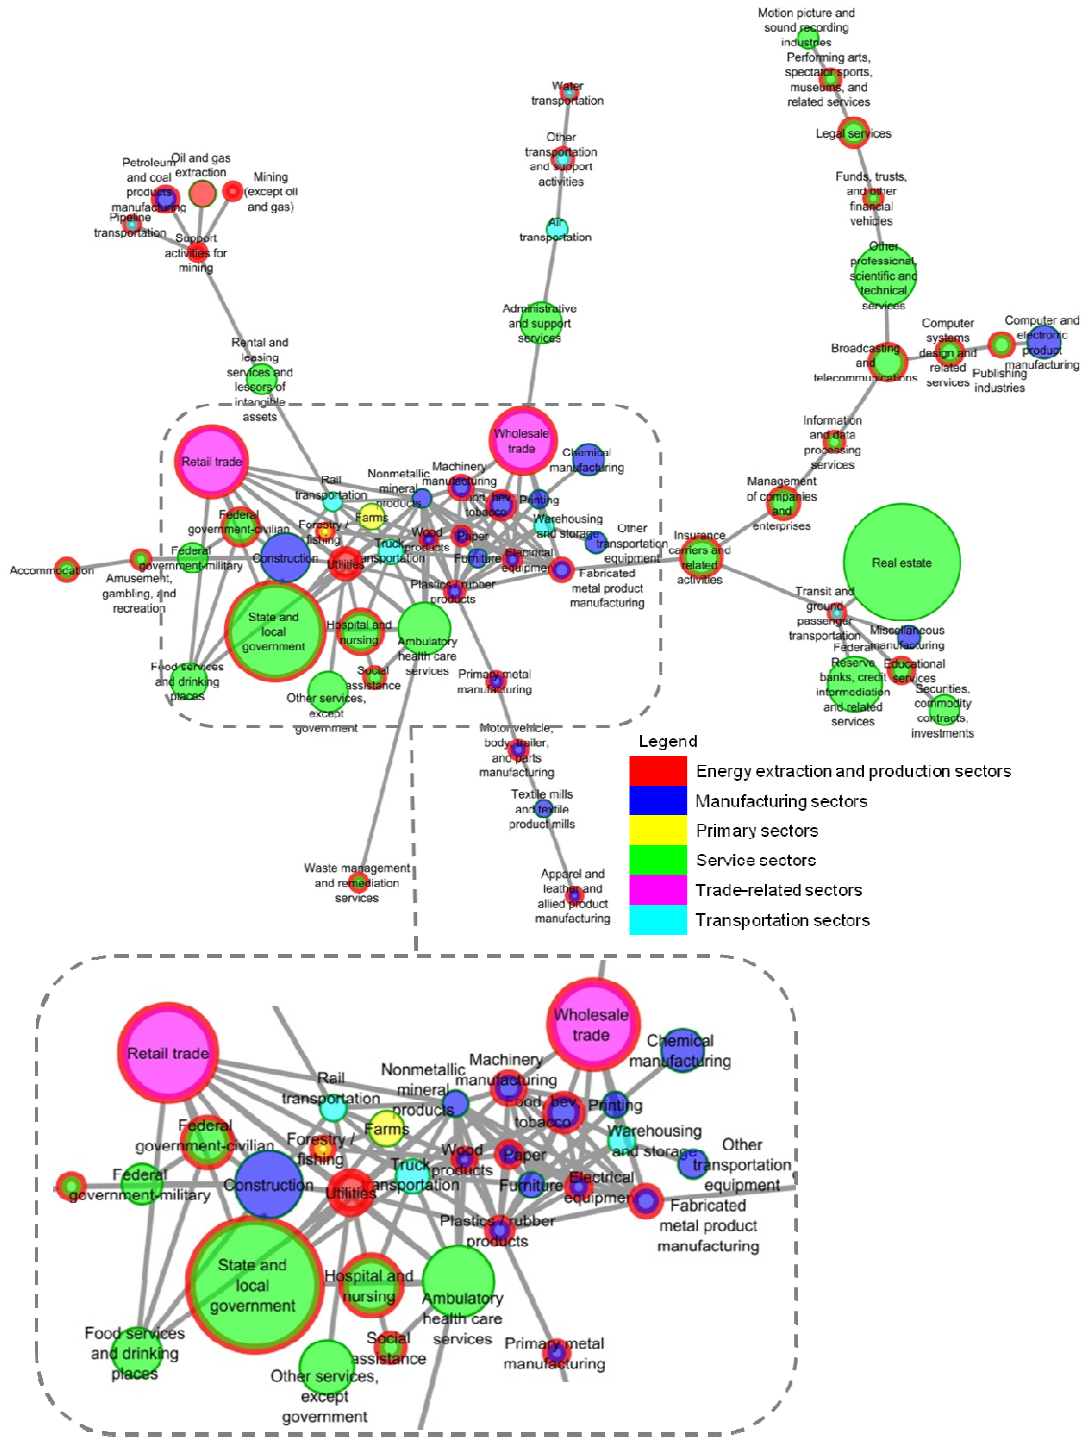 Motion picture and
sound recording
industries
Performing arts,
spectator sports,
museums, and
related services
Legal services
Funds, trusts,
and other
financial
vehicles
Other
professional,
scientific and
technical
services
Water
transportation
Other
transportation
and support
activities
Air
transportation
Administrative
and support
services
Oil and gas
extraction
Petroleum
and coal
products
manufacturing
Mining
(except oil
and gas)
Pipeline
transportation
Support
activities for
mining
Rental and
leasing
services and
lessors of
intangible
assets
Broadcasting
and
telecommunications
Computer
systems
design and
related
services
Publishing
industries
Computer and
electronic
product
manufacturing
Information
and data
processing
services
Management
of companies
and
enterprises
Insurance
carriers and
related
activities
Real estate
Transit and
ground
passenger
transportation
Miscellaneous
manufacturing
Federal
Reserve
banks, credit
intermediation
and related
services
Educational
services
Securities,
commodity
contracts,
investments
Retail trade
Wholesale
trade
Chemical
manufacturing
Machinery
manufacturing
Nonmetallic
mineral
products
Rail
transportation
Food, bev,
tobacco
Printing
Farms
Forestry /
fishing
Federal
government-civilian
Warehousing
and storage
Other
transportation
equipment
Wood
products
Paper
Truck
transportation
Furniture
Electrical
equipment
Federal
government-military
Construction
Utilities
Fabricated
metal product
manufacturing
Plastics / rubber
products
Accommodation
Amusement,
gambling, and
recreation
State and
local
government
Hospital and
nursing
Ambulatory
health care
services
Social
assistance
Food services
and drinking
places
Other services,
except
government
Primary metal
manufacturing
Motor vehicle,
body, trailer,
and parts
manufacturing
Textile mills
and textile
product mills
Apparel and
leather and
allied product
manufacturing
Waste management
and remediation
services
Legend
Energy extraction and production sectors
Manufacturing sectors
Primary sectors
Service sectors
Trade-related sectors
Transportation sectors
Retail trade
Wholesale
trade
Chemical
manufacturing
Machinery
manufacturing
Nonmetallic
mineral
products
Rail
transportation
Food, bev,
tobacco
Printing
Farms
Federal
government-civilian
Forestry /
fishing
Warehousing
and storage
Other
transportation
equipment
Wood
products
Paper
Truck
transportation
Furniture
Electrical
equipment
Federal
government-military
Construction
Utilities
Fabricated
metal product
manufacturing
Plastics / rubber
products
State and
local
government
Hospital and
nursing
Ambulatory
health care
services
Food services
and drinking
places
Social
assistance
Other services,
except
government
Primary metal
manufacturing